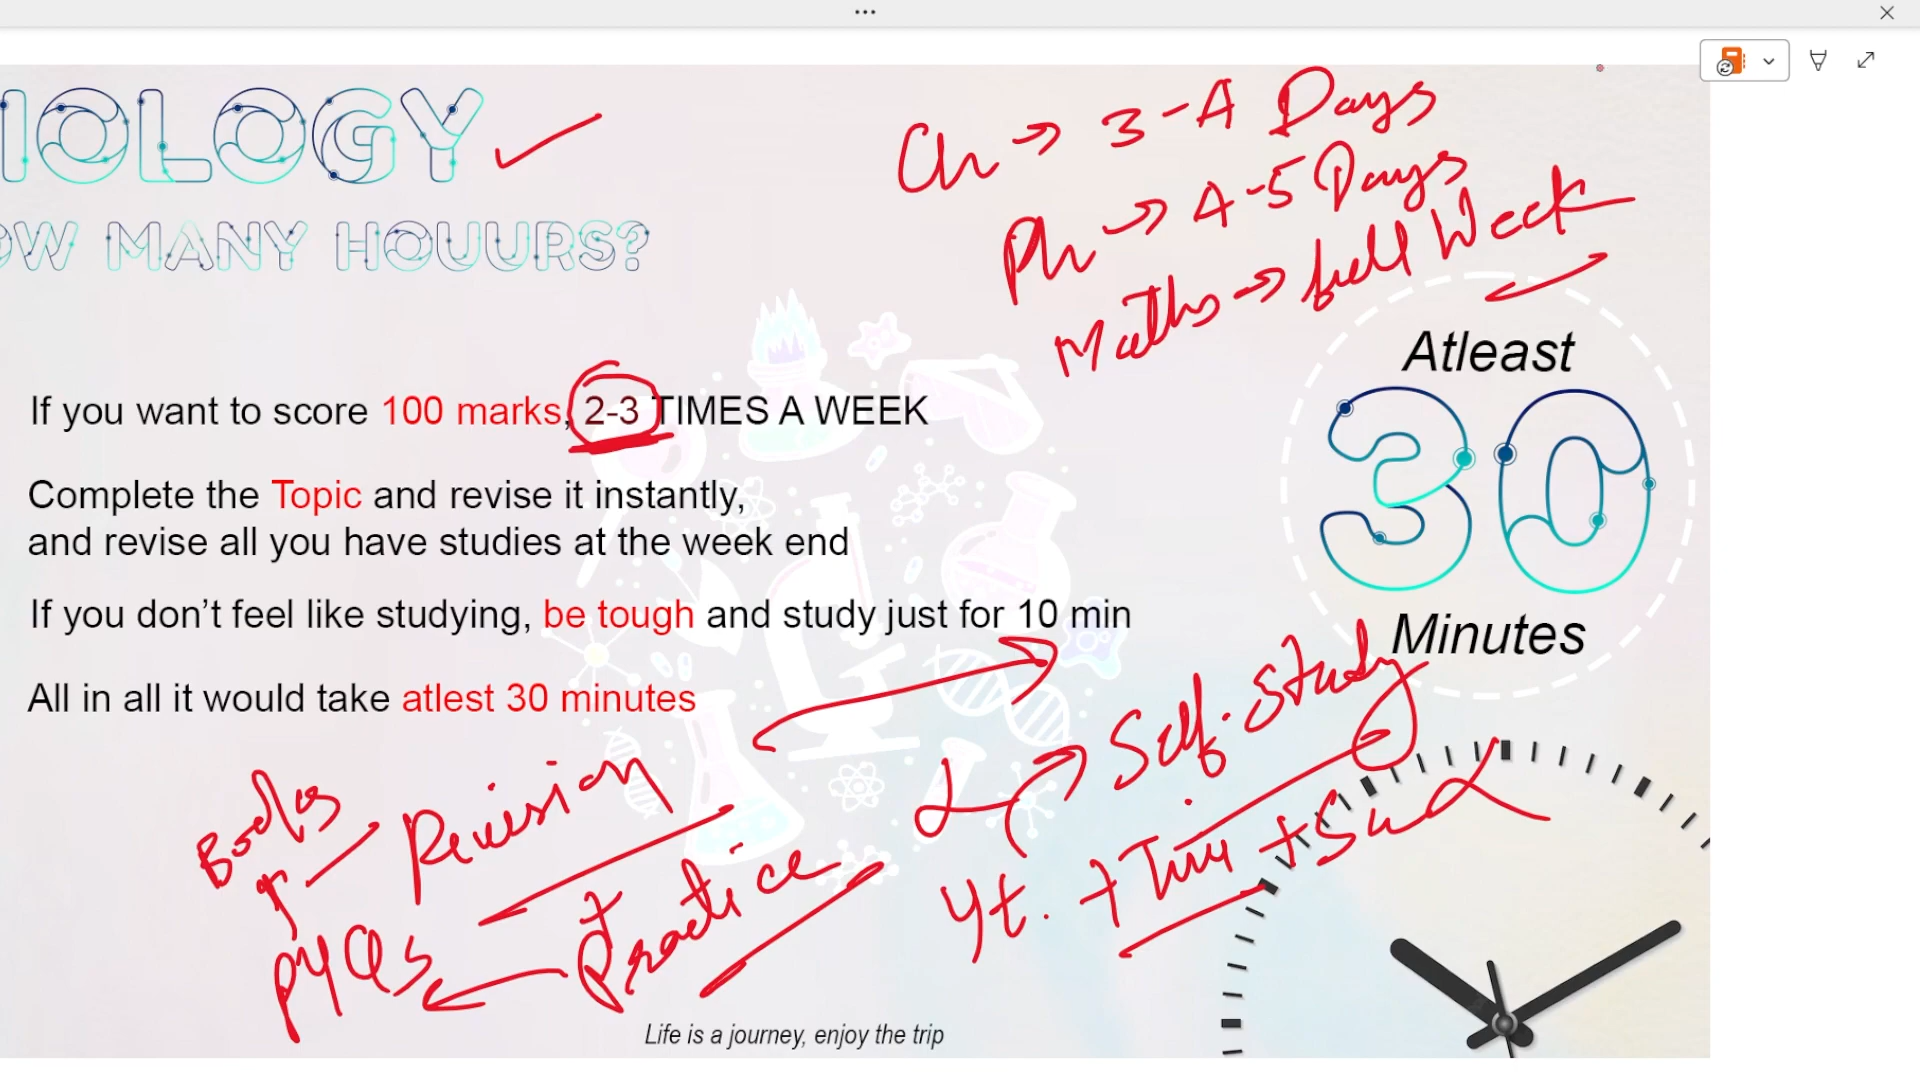 IOLOGY
OW MANY HOUURS?
Ch → 3-4 Days
Ph → 4-5 Days
Maths → full Week
Atleast
30
Minutes
If you want to score 100 marks, 2-3 TIMES A WEEK
Complete the Topic and revise it instantly,
and revise all you have studies at the week end
If you don’t feel like studying, be tough and study just for 10 min
All in all it would take atlest 30 minutes
Self-study
Books
Revision
+
Practice
PYQs
Yt. +
Life is a journey, enjoy the trip